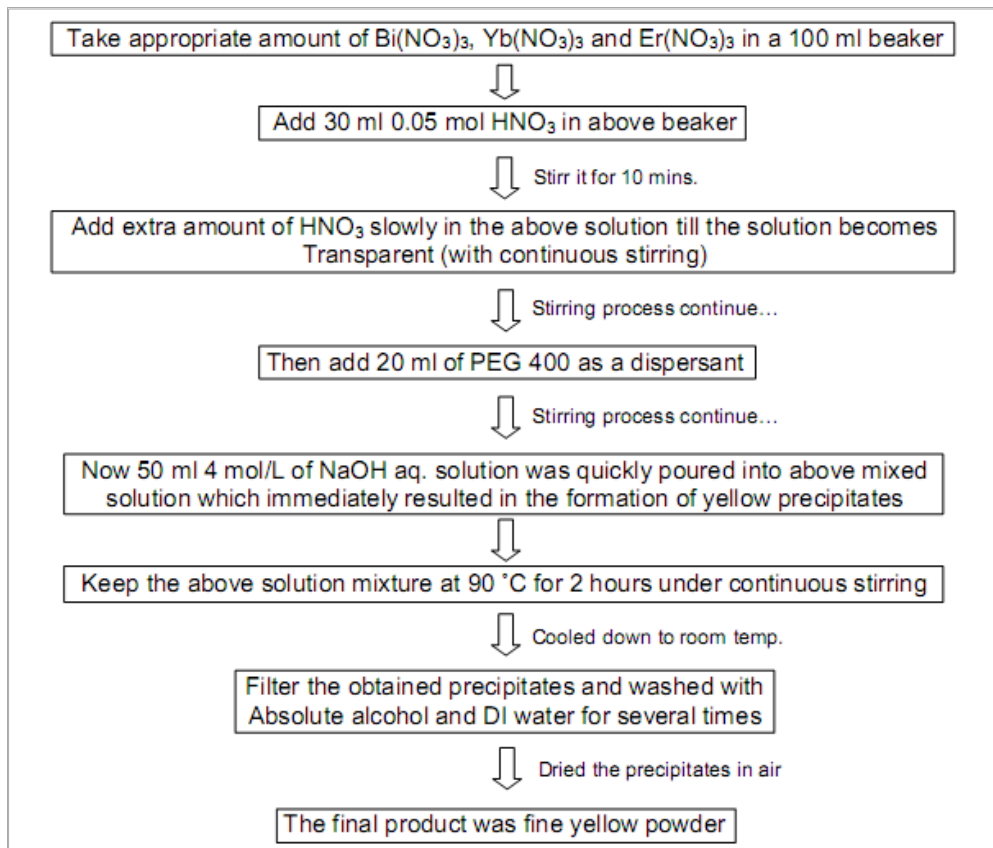 Take appropriate amount of Bi(NO₃)₃, Yb(NO₃)₃ and Er(NO₃)₃ in a 100 ml beaker
Add 30 ml 0.05 mol HNO₃ in above beaker
Stirr it for 10 mins.
Add extra amount of HNO₃ slowly in the above solution till the solution becomes
Transparent (with continuous stirring)
Stirring process continue…
Then add 20 ml of PEG 400 as a dispersant
Stirring process continue…
Now 50 ml 4 mol/L of NaOH aq. solution was quickly poured into above mixed
solution which immediately resulted in the formation of yellow precipitates
Keep the above solution mixture at 90 ˚C for 2 hours under continuous stirring
Cooled down to room temp.
Filter the obtained precipitates and washed with
Absolute alcohol and DI water for several times
Dried the precipitates in air
The final product was fine yellow powder